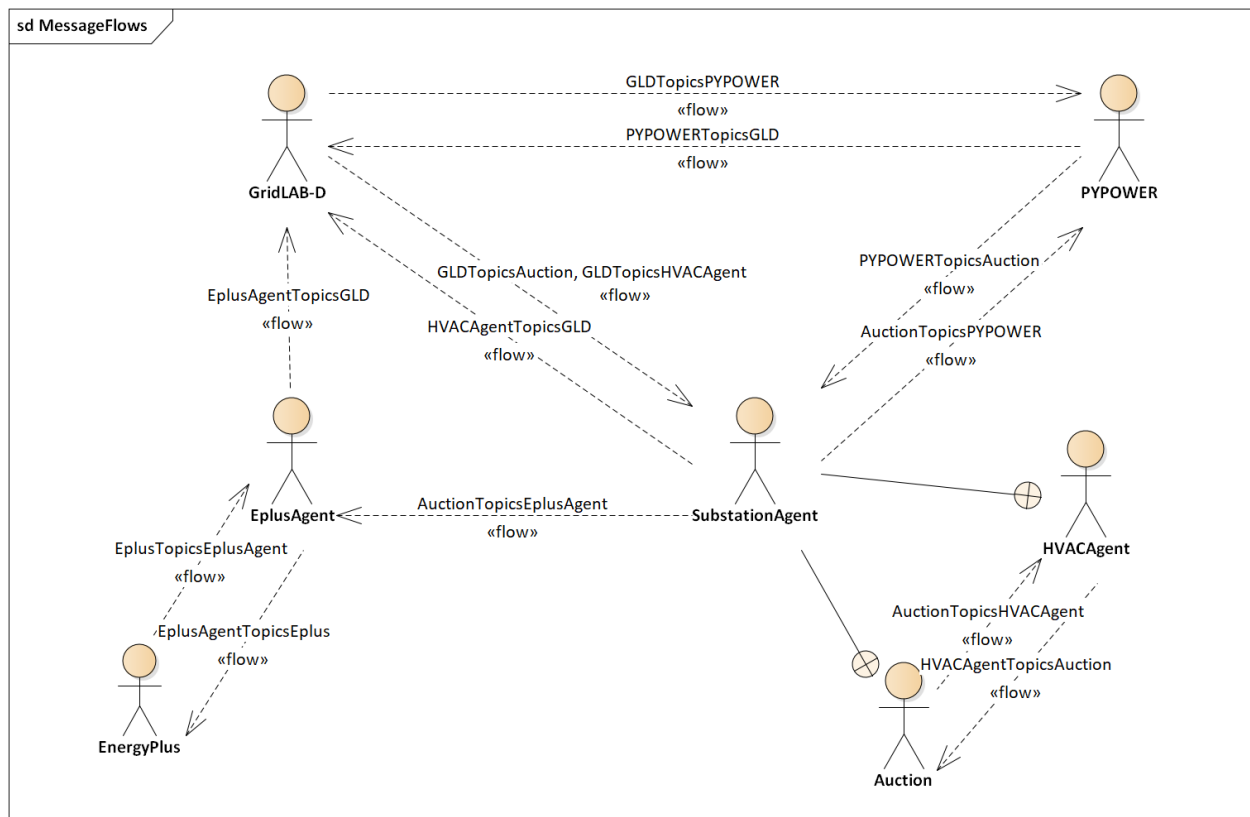 sd MessageFlows
GLDTopicsPYPOWER
«flow»
PYPOWERTopicsGLD
«flow»
GridLAB-D
PYPOWER
GLDTopicsAuction, GLDTopicsHVACAgent
«flow»
PYPOWERTopicsAuction
«flow»
EplusAgentTopicsGLD
«flow»
HVACAgentTopicsGLD
«flow»
AuctionTopicsPYPOWER
«flow»
EplusAgent
AuctionTopicsEplusAgent
«flow»
SubstationAgent
HVACAgent
EplusTopicsEplusAgent
«flow»
EplusAgentTopicsEplus
«flow»
AuctionTopicsHVACAgent
«flow»
HVACAgentTopicsAuction
«flow»
EnergyPlus
Auction